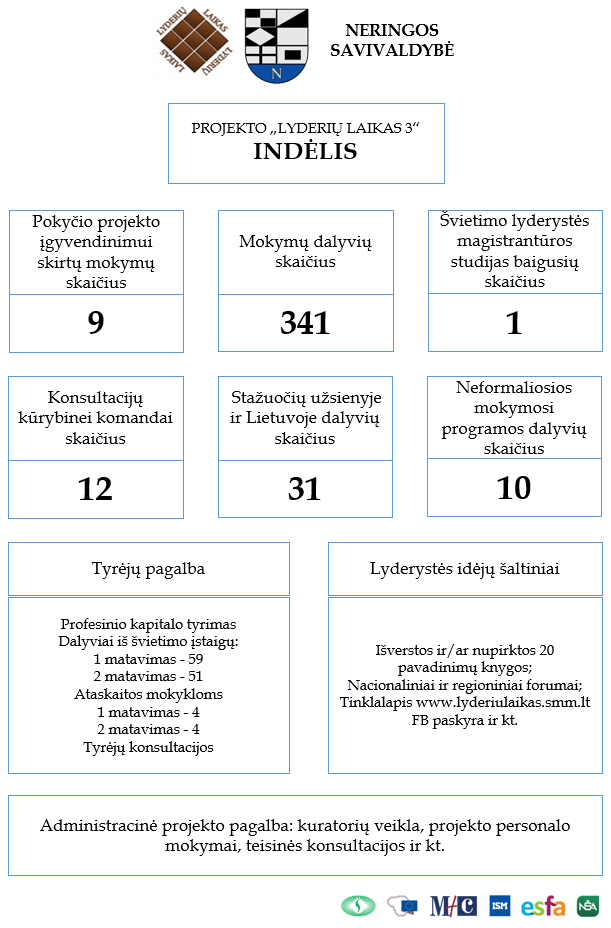 LYDERIŲ LAIKAS
LYDERIŲ LAIKAS
N
NERINGOS
SAVIVALDYBĖ
PROJEKTO „LYDERIŲ LAIKAS 3“
INDĖLIS
Pokyčio projekto
įgyvendinimui
skirtų mokymų
skaičius
9
Mokymų dalyvių
skaičius
341
Švietimo lyderystės
magistrantūros
studijas baigusių
skaičius
1
Konsultacijų
kūrybinei komandai
skaičius
12
Stažuočių užsienyje
ir Lietuvoje dalyvių
skaičius
31
Neformaliosios
mokymosi
programos dalyvių
skaičius
10
Tyrėjų pagalba
Profesinio kapitalo tyrimas
Dalyviai iš švietimo įstaigų:
1 matavimas - 59
2 matavimas - 51
Ataskaitos mokykloms
1 matavimas - 4
2 matavimas - 4
Tyrėjų konsultacijos
Lyderystės idėjų šaltiniai
Išverstos ir/ar nupirktos 20
pavadinimų knygos;
Nacionaliniai ir regioniniai forumai;
Tinklalapis www.lyderiulaikas.smm.lt
FB paskyra ir kt.
Administracinė projekto pagalba: kuratorių veikla, projekto personalo
mokymai, teisinės konsultacijos ir kt.
ISM
esfa